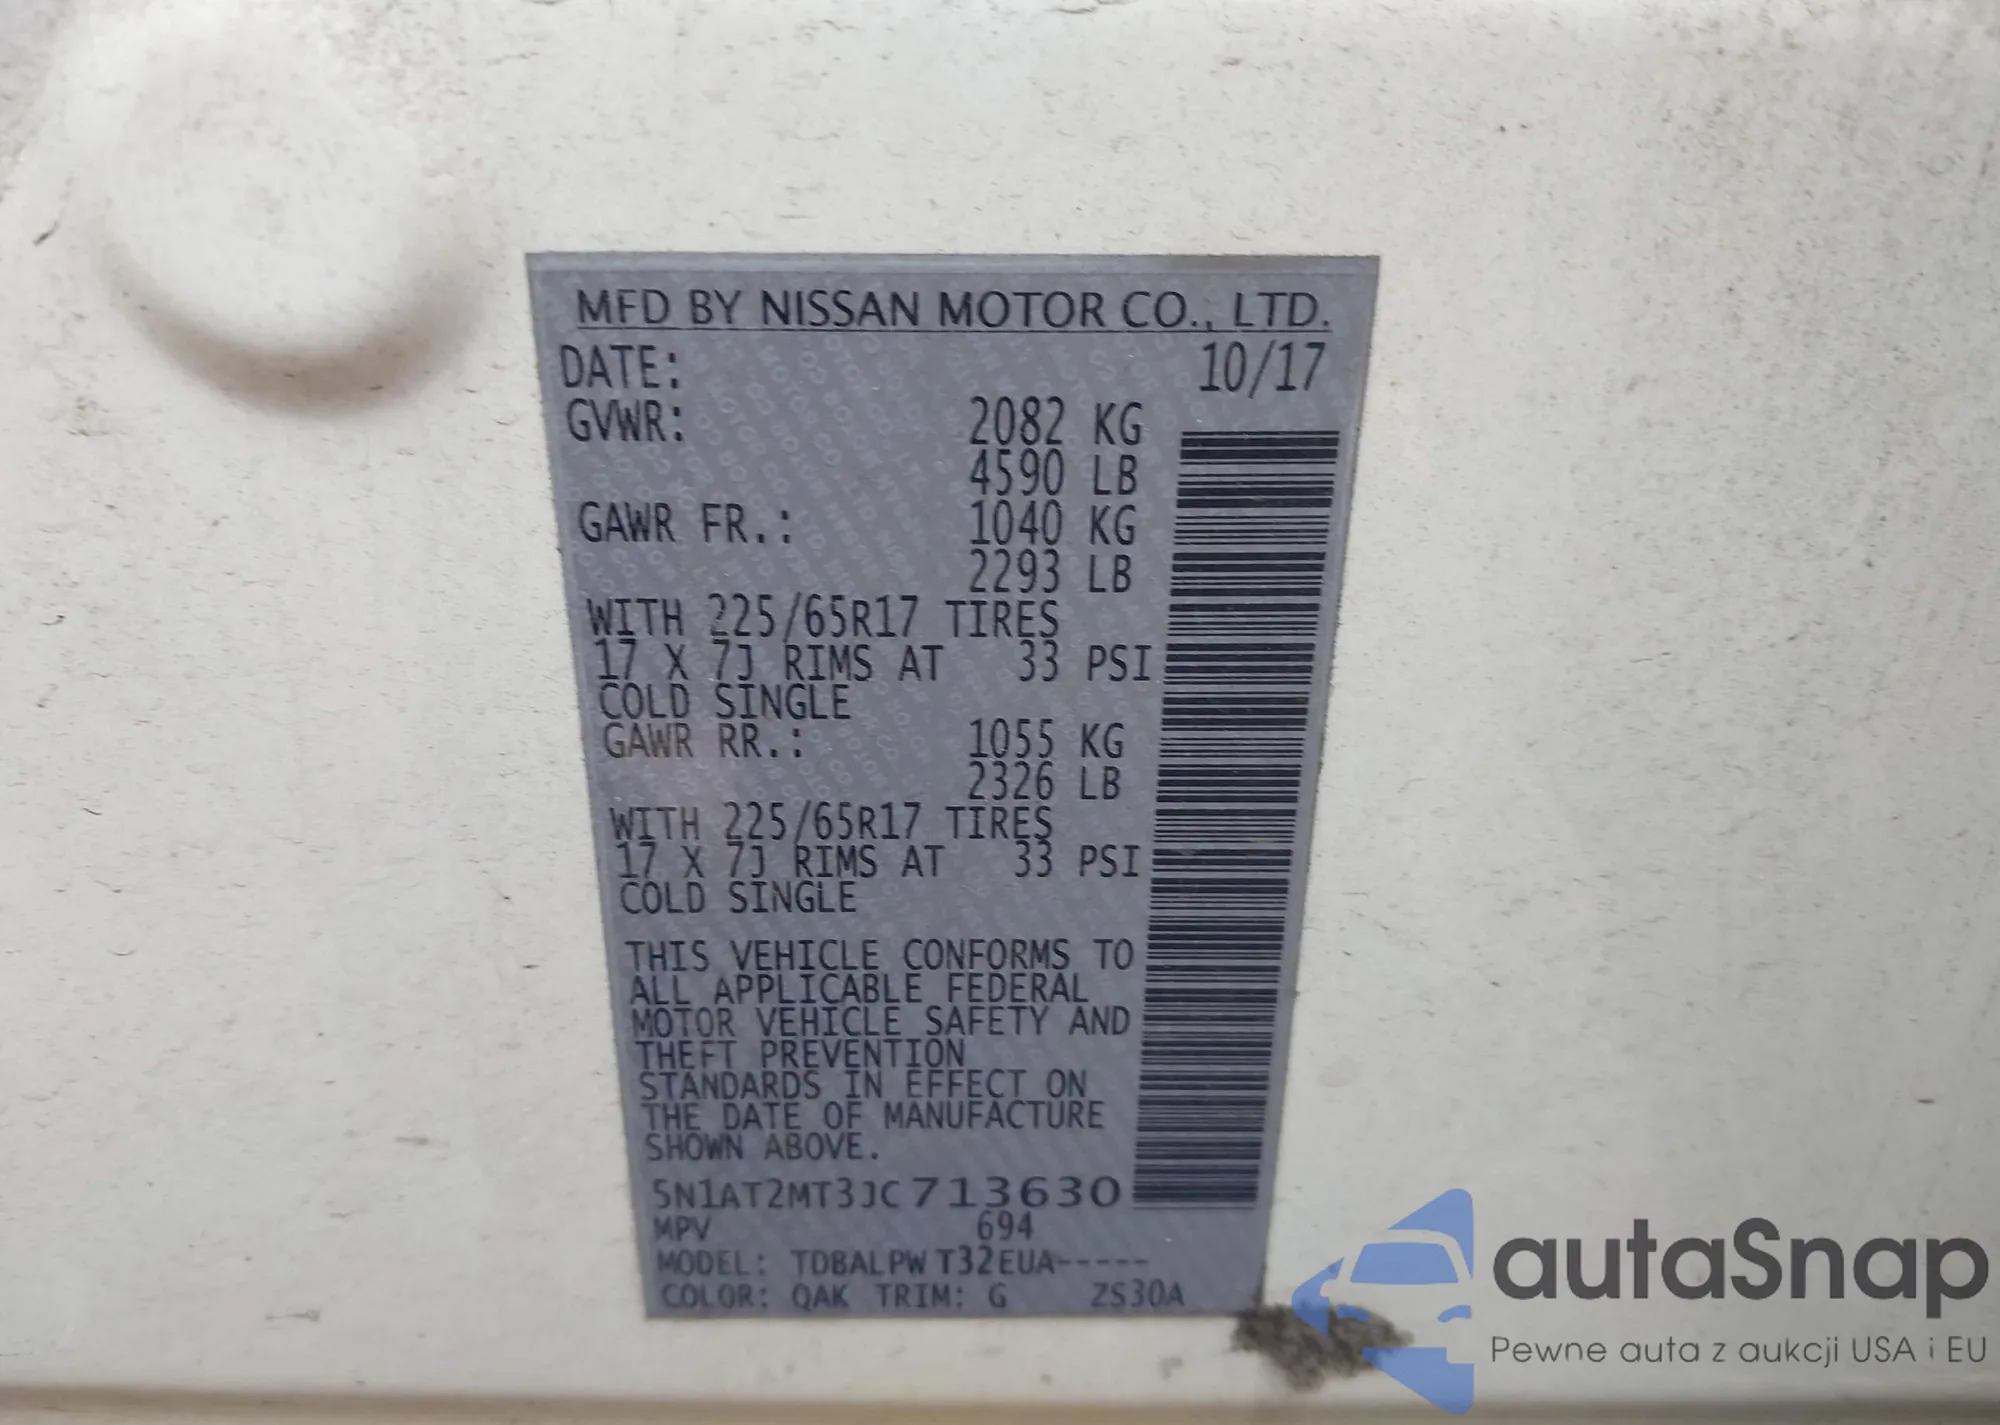 MFD BY NISSAN MOTOR CO., LTD.
DATE: 10/17
GVWR: 2082 KG
4590 LB
GAWR FR.: 1040 KG
2293 LB
WITH 225/65R17 TIRES
17 X 7J RIMS AT 33 PSI
COLD SINGLE
GAWR RR.: 1055 KG
2326 LB
WITH 225/65R17 TIRES
17 X 7J RIMS AT 33 PSI
COLD SINGLE
THIS VEHICLE CONFORMS TO
ALL APPLICABLE FEDERAL
MOTOR VEHICLE SAFETY AND
THEFT PREVENTION
STANDARDS IN EFFECT ON
THE DATE OF MANUFACTURE
SHOWN ABOVE.
5N1AT2MT3JC713630
MPV 694
MODEL: TDBALPW T32EUA-----
COLOR: QAK TRIM: G ZS30A
autaSnap
Pewne auta z aukcji USA i EU